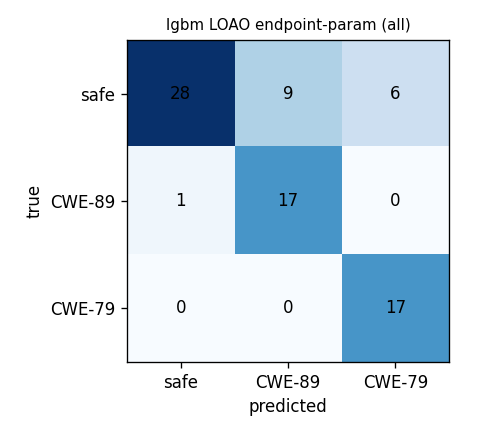 lgbm LOAO endpoint-param (all)
true
safe 28 9 6
CWE-89 1 17 0
CWE-79 0 0 17
safe CWE-89 CWE-79
predicted